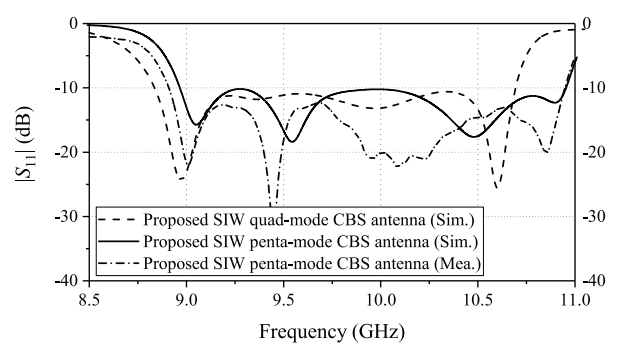 0
-10
-20
-30
-40
|S11| (dB)
0
-10
-20
-30
-40
Proposed SIW quad-mode CBS antenna (Sim.)
Proposed SIW penta-mode CBS antenna (Sim.)
Proposed SIW penta-mode CBS antenna (Mea.)
8.5 9.0 9.5 10.0 10.5 11.0
Frequency (GHz)